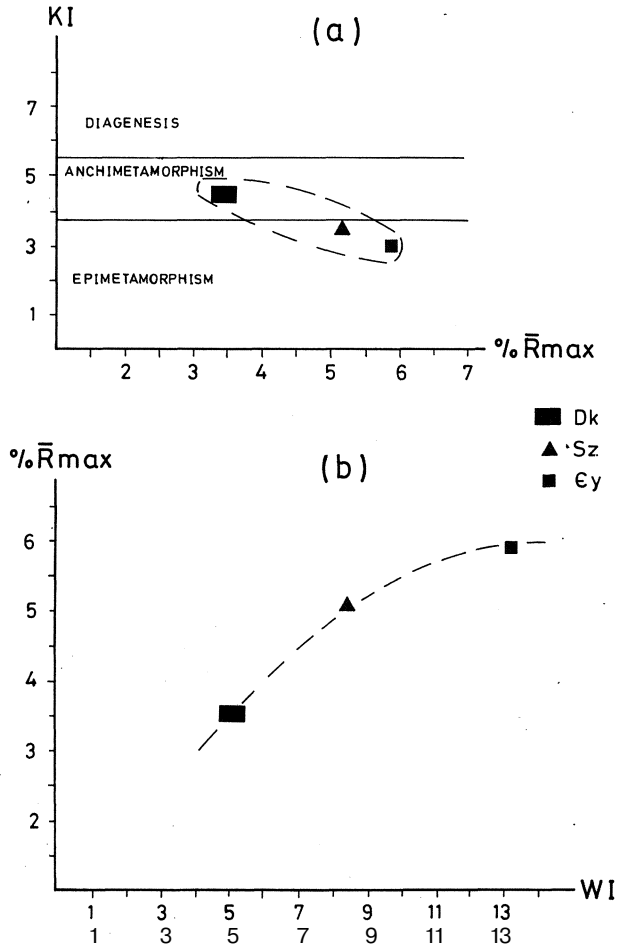 KI
(a)
7
DIAGENESIS
5
ANCHIMETAMORPHISM
3
EPIMETAMORPHISM
1
2 3 4 5 6 7
% R̅max
Dk
Sz
Єy
% R̅max
(b)
6
5
4
3
2
WI
1 3 5 7 9 11 13
1 3 5 7 9 11 13